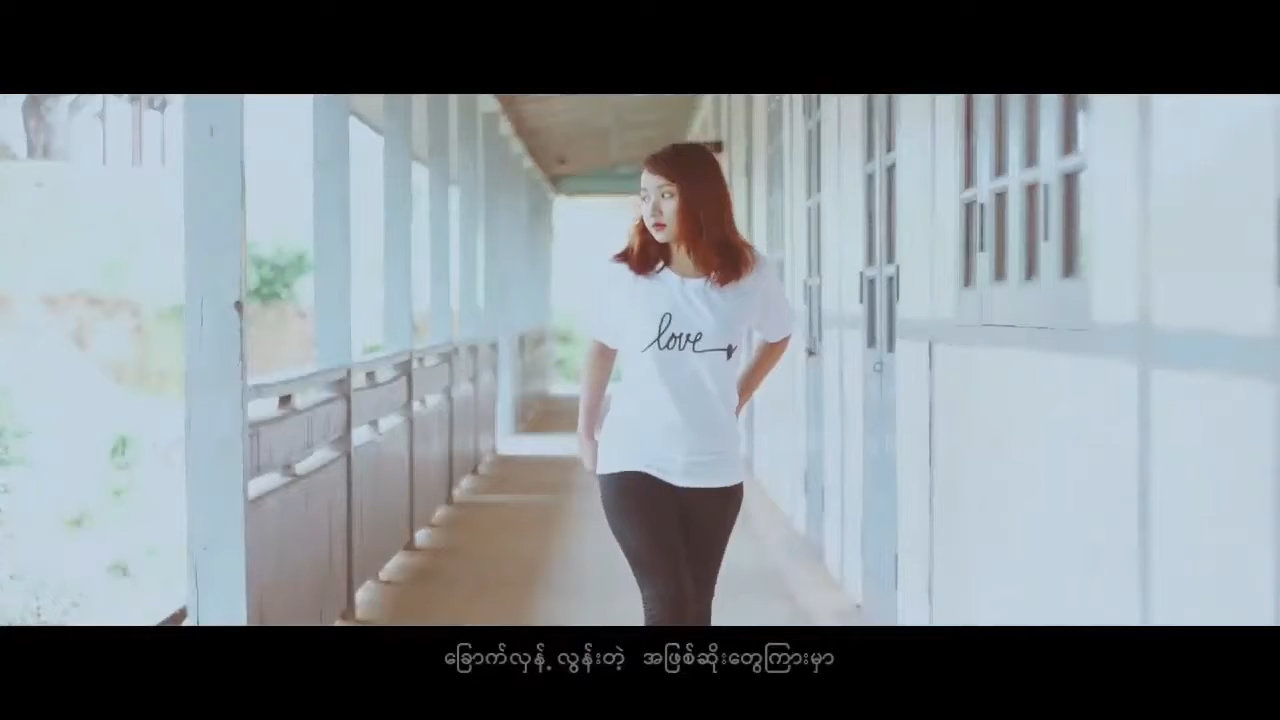 love
ခြောက်လှန့် လွန်းတဲ့ အဖြစ်ဆိုးတွေကြားမှာ